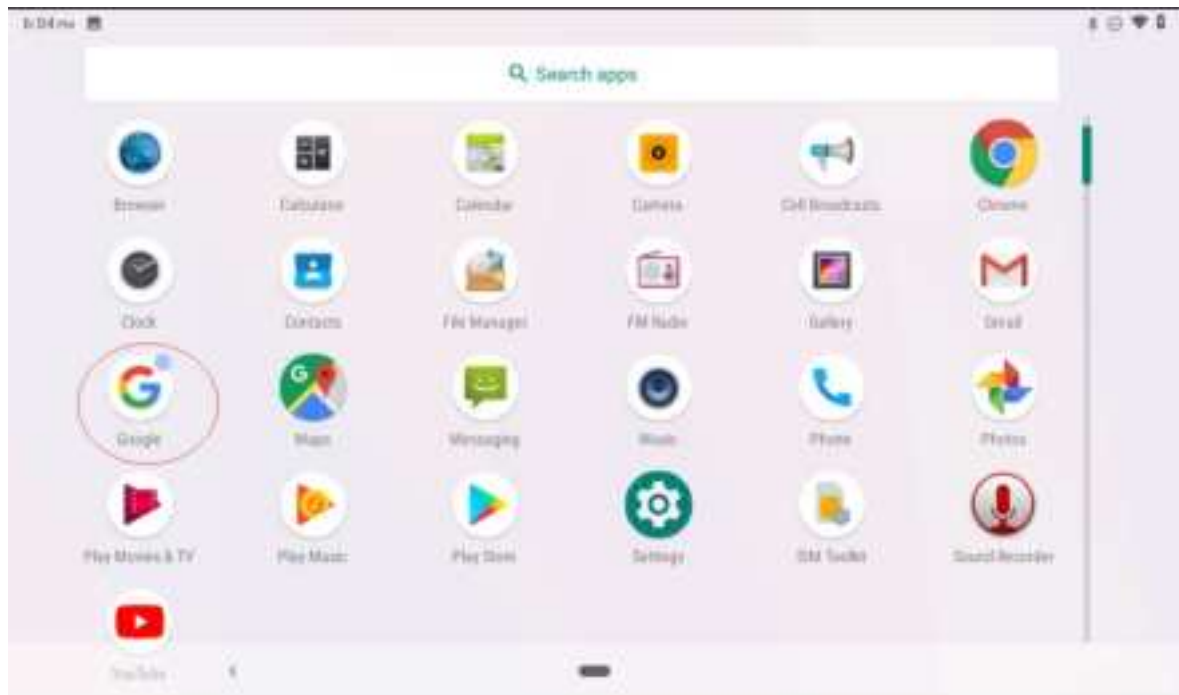 Search apps
Browser Calculator Calendar Camera Cell Broadcasts Chrome
Clock Contacts File Manager FM Radio Gallery Gmail
Google Maps Messaging Music Phone Photos
Play Movies & TV Play Music Play Store Settings SIM Toolkit Sound Recorder
YouTube